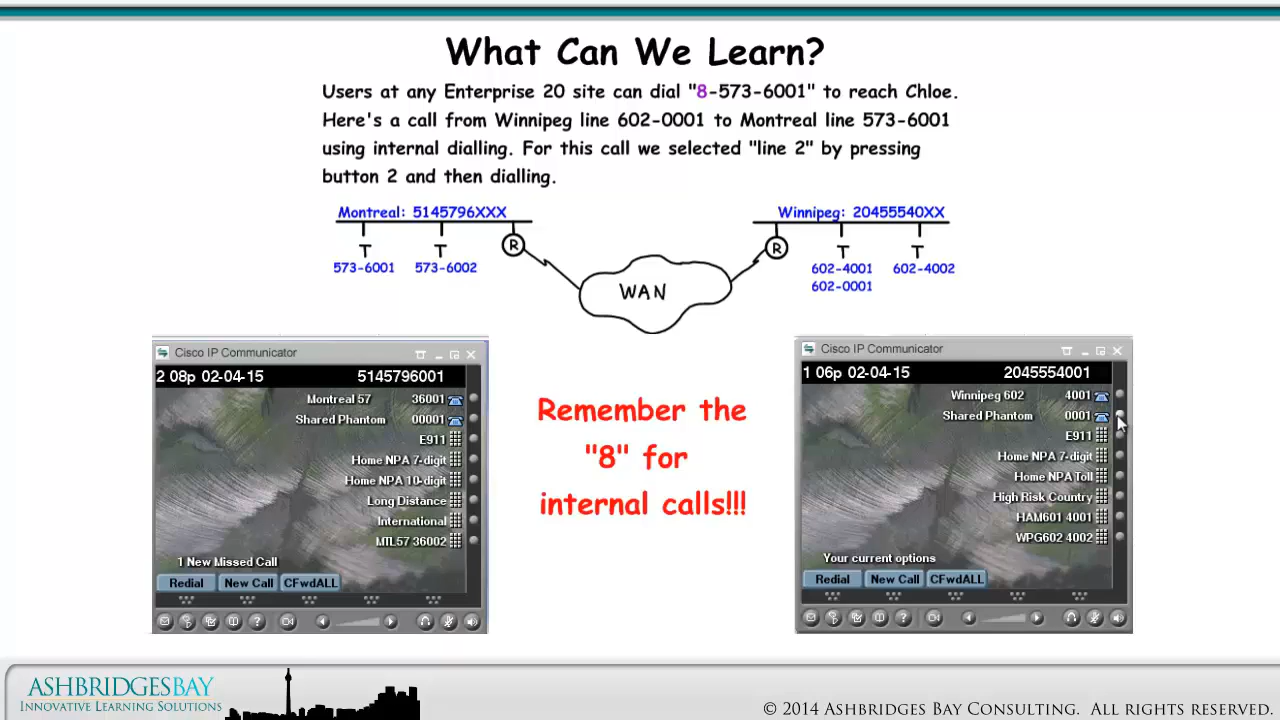 What Can We Learn?
Users at any Enterprise 20 site can dial "8-573-6001" to reach Chloe.
Here's a call from Winnipeg line 602-0001 to Montreal line 573-6001
using internal dialling. For this call we selected "line 2" by pressing
button 2 and then dialling.
Montreal: 5145796XXX
T
T
R
573-6001
573-6002
WAN
Winnipeg: 20455540XX
R
T
T
602-4001
602-4002
602-0001
Cisco IP Communicator
2 08p 02-04-15 5145796001
Montreal 57 36001
Shared Phantom 00001
E911
Home NPA 7-digit
Home NPA 10-digit
Long Distance
International
MTL57 36002
1 New Missed Call
Redial New Call CFwdALL
?
Remember the
"8" for
internal calls!!!
Cisco IP Communicator
1 06p 02-04-15 2045554001
Winnipeg 602 4001
Shared Phantom 0001
E911
Home NPA 7-digit
Home NPA Toll
High Risk Country
HAM601 4001
WPG602 4002
Your current options
Redial New Call CFwdALL
?
ASHBRIDGESBAY
INNOVATIVE LEARNING SOLUTIONS
© 2014 ASHBRIDGES BAY CONSULTING. ALL RIGHTS RESERVED.